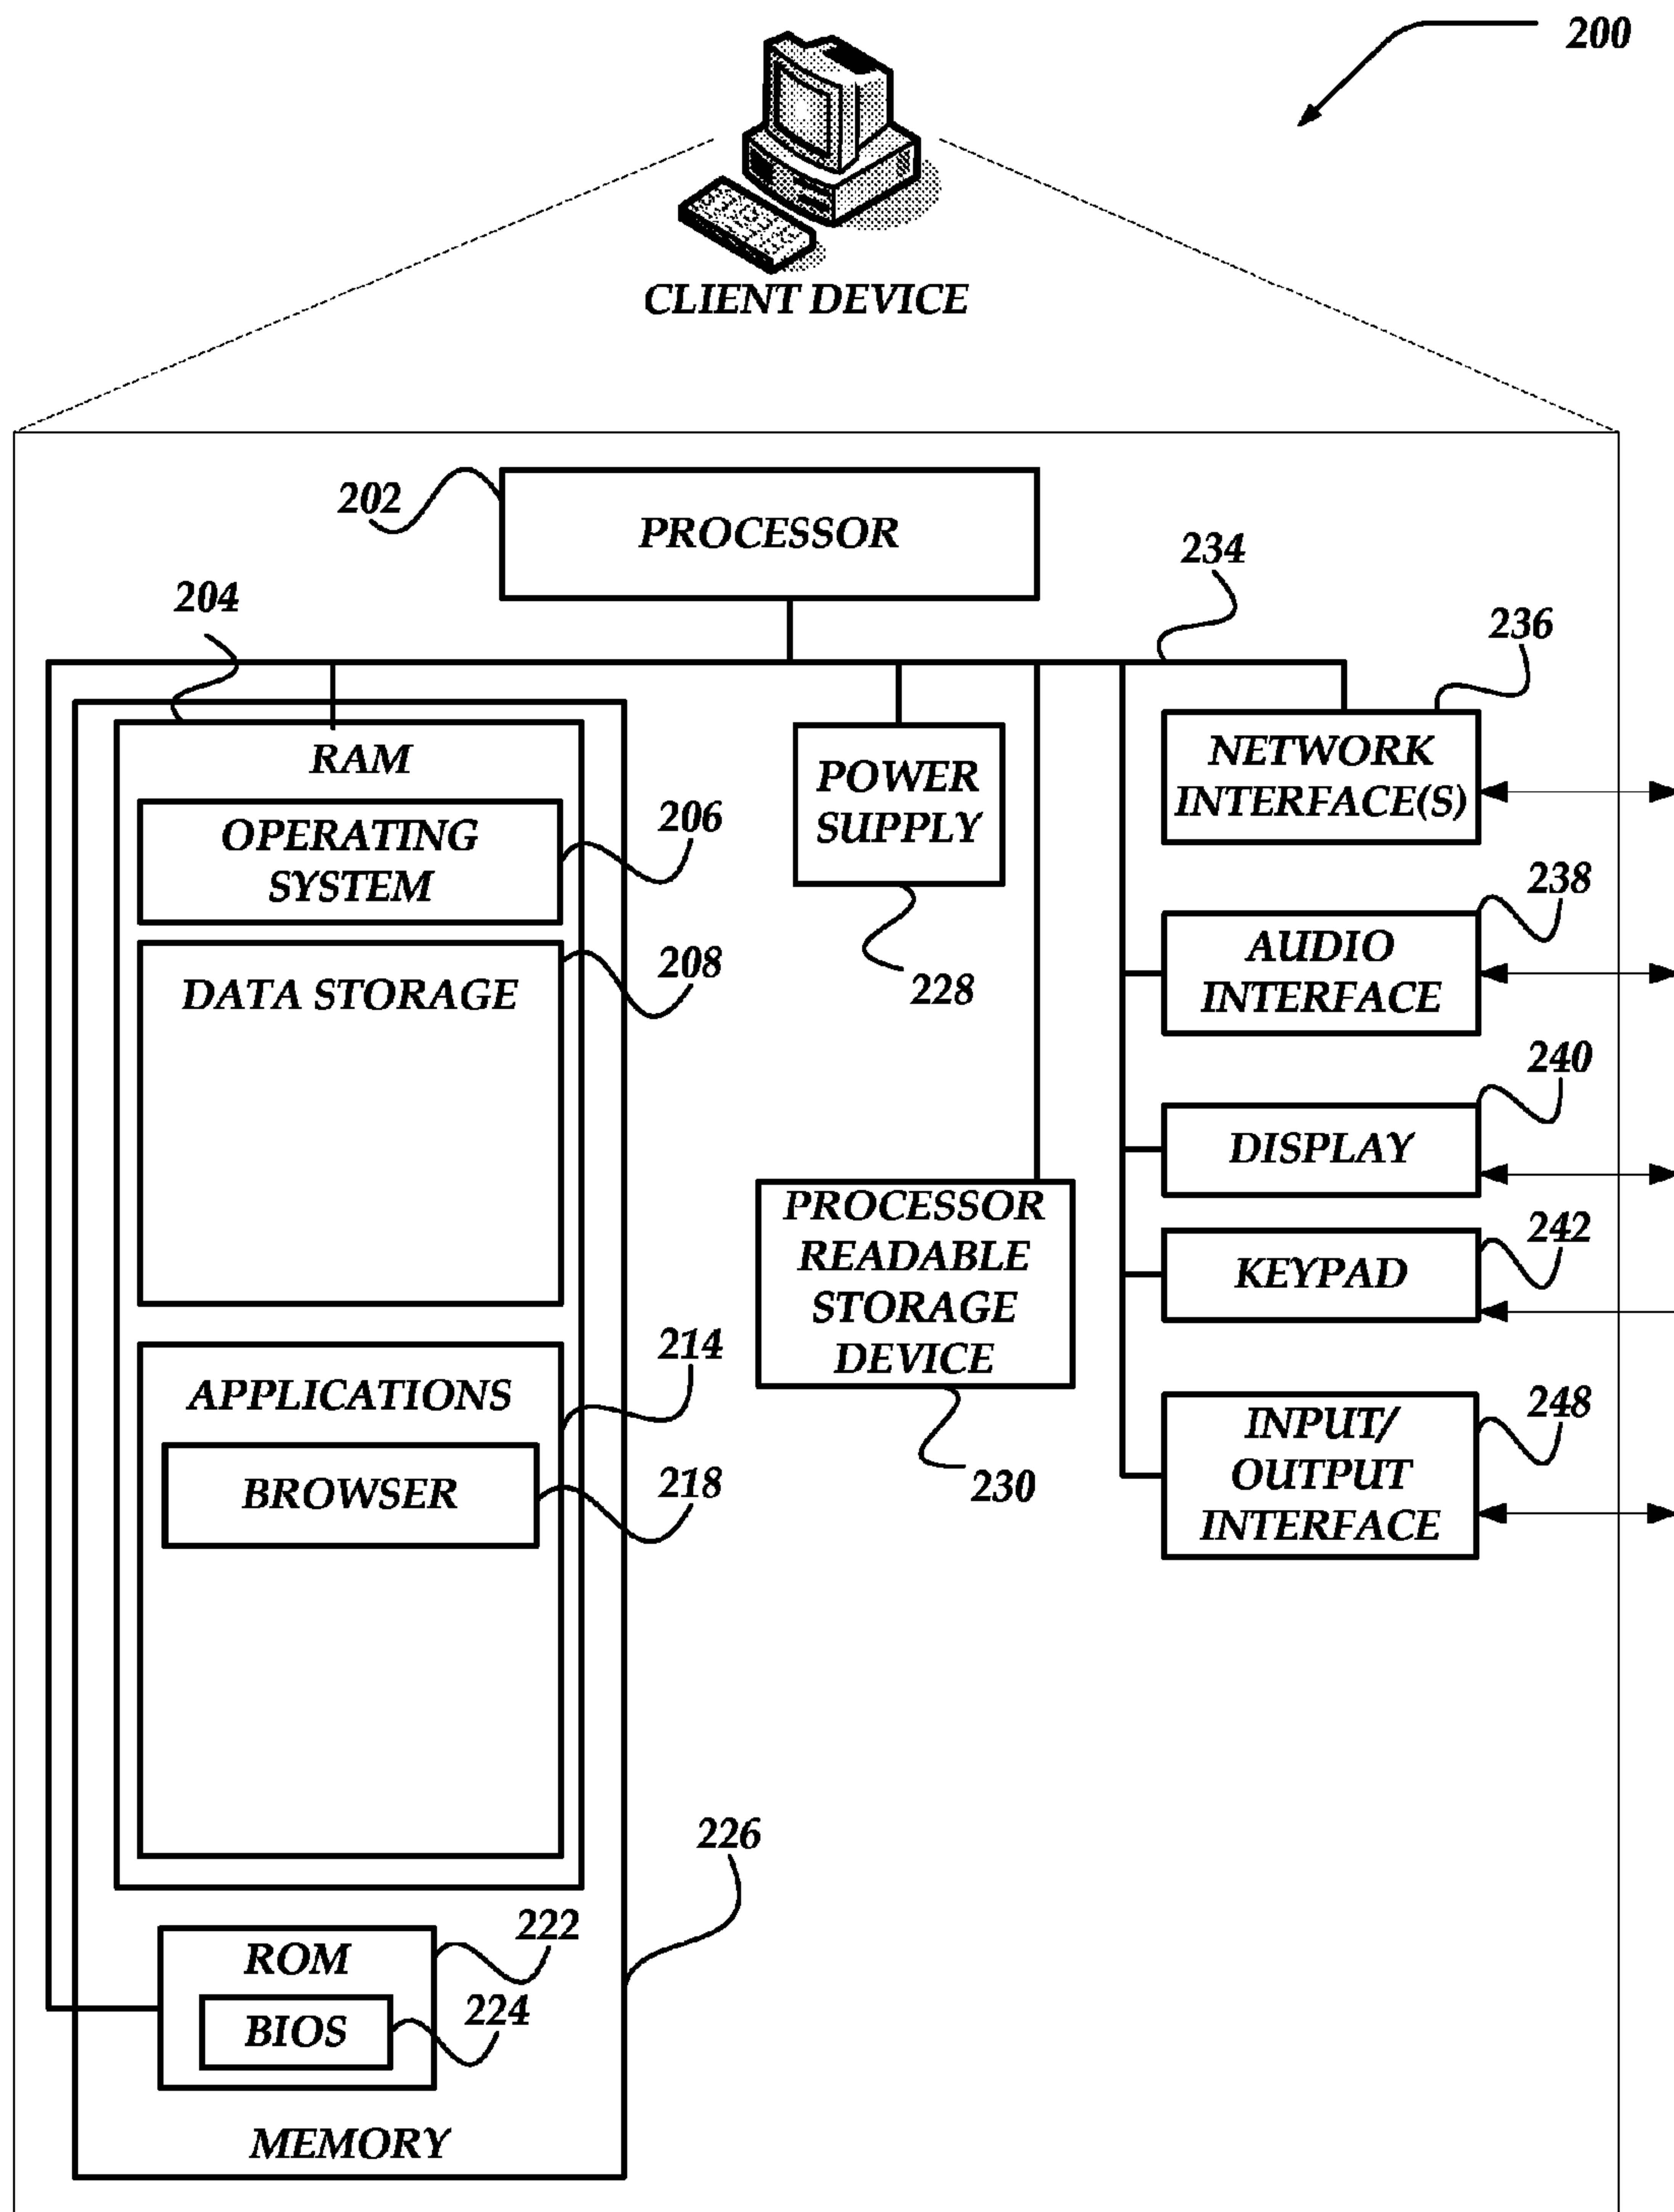 200
CLIENT DEVICE
202
PROCESSOR
234
204
236
RAM
OPERATING
SYSTEM
206
DATA STORAGE
208
POWER
SUPPLY
228
NETWORK
INTERFACE(S)
238
AUDIO
INTERFACE
240
DISPLAY
PROCESSOR
READABLE
STORAGE
DEVICE
230
242
KEYPAD
214
APPLICATIONS
BROWSER
218
248
INPUT/
OUTPUT
INTERFACE
226
222
ROM
224
BIOS
MEMORY